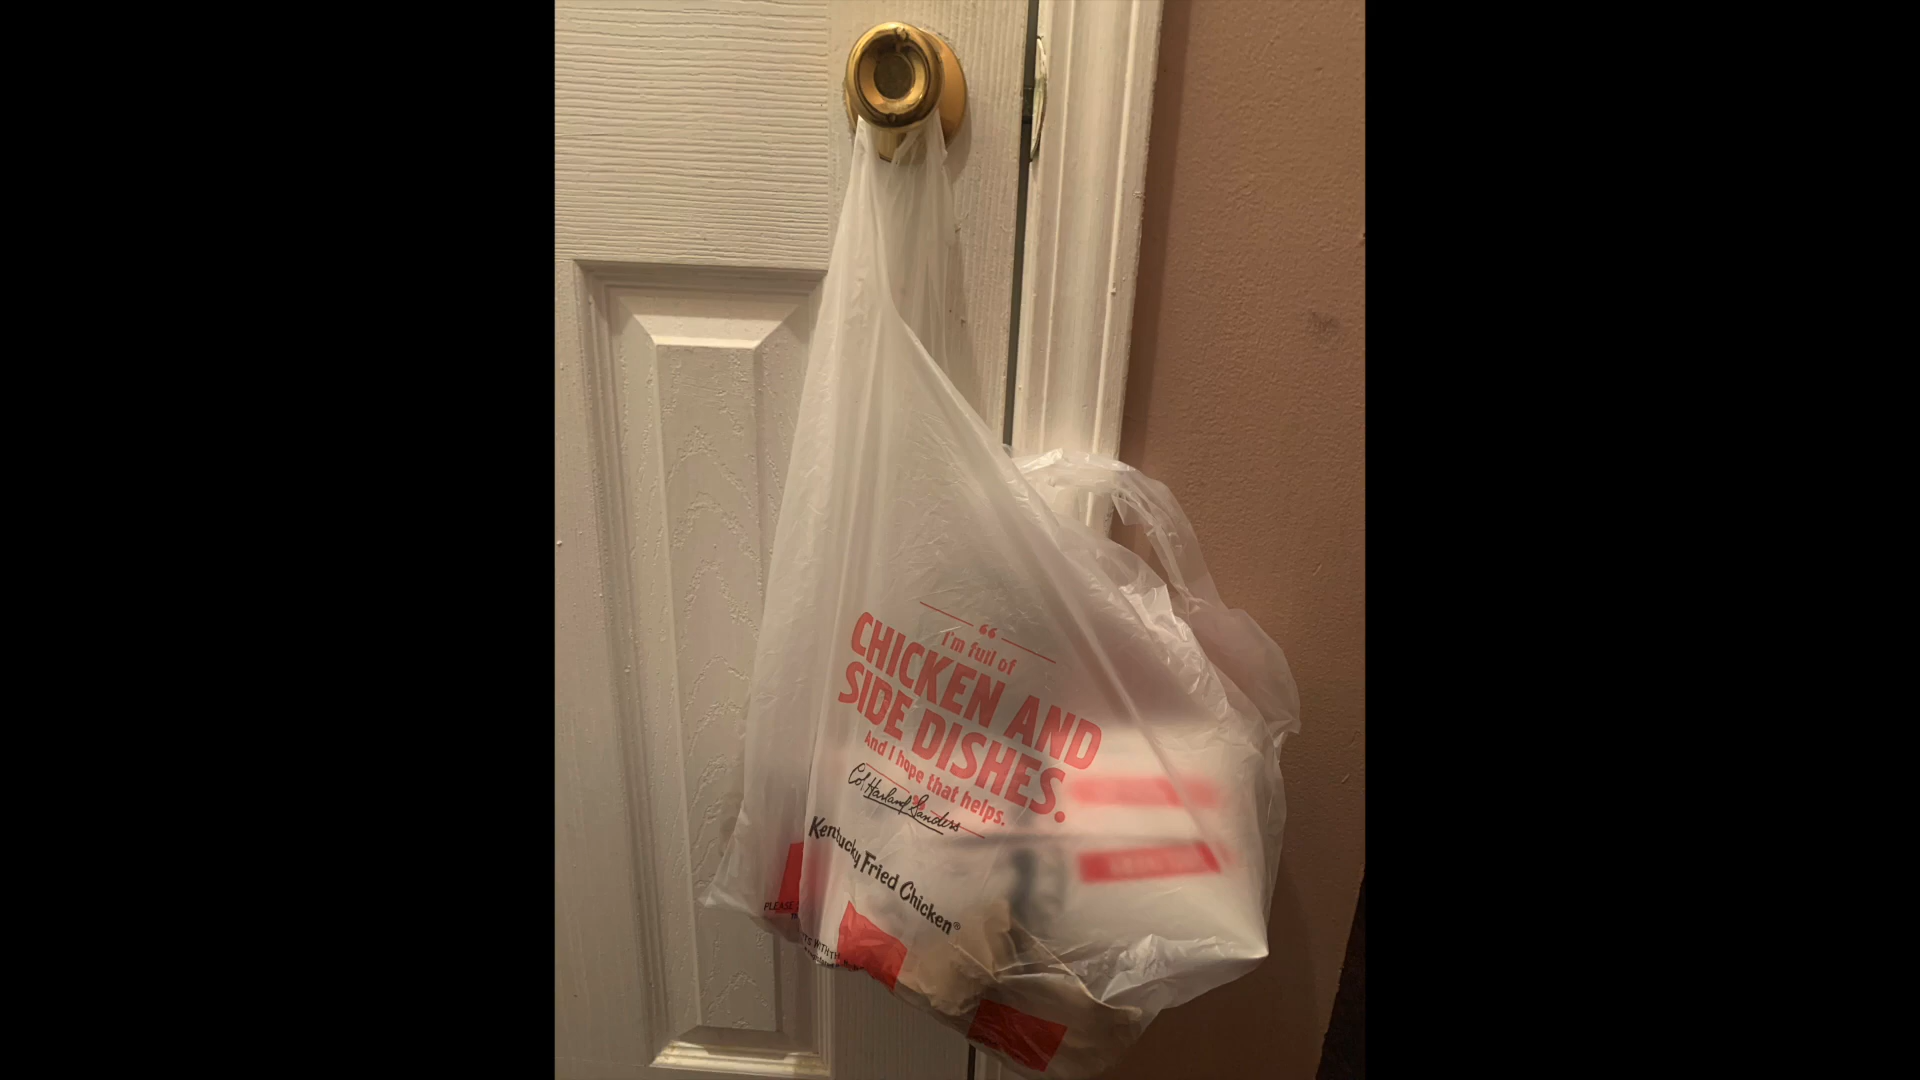 “
I'm full of
CHICKEN AND
SIDE DISHES.
And I hope that helps.
Col Harland Sanders
Kentucky Fried Chicken®
PLEASE